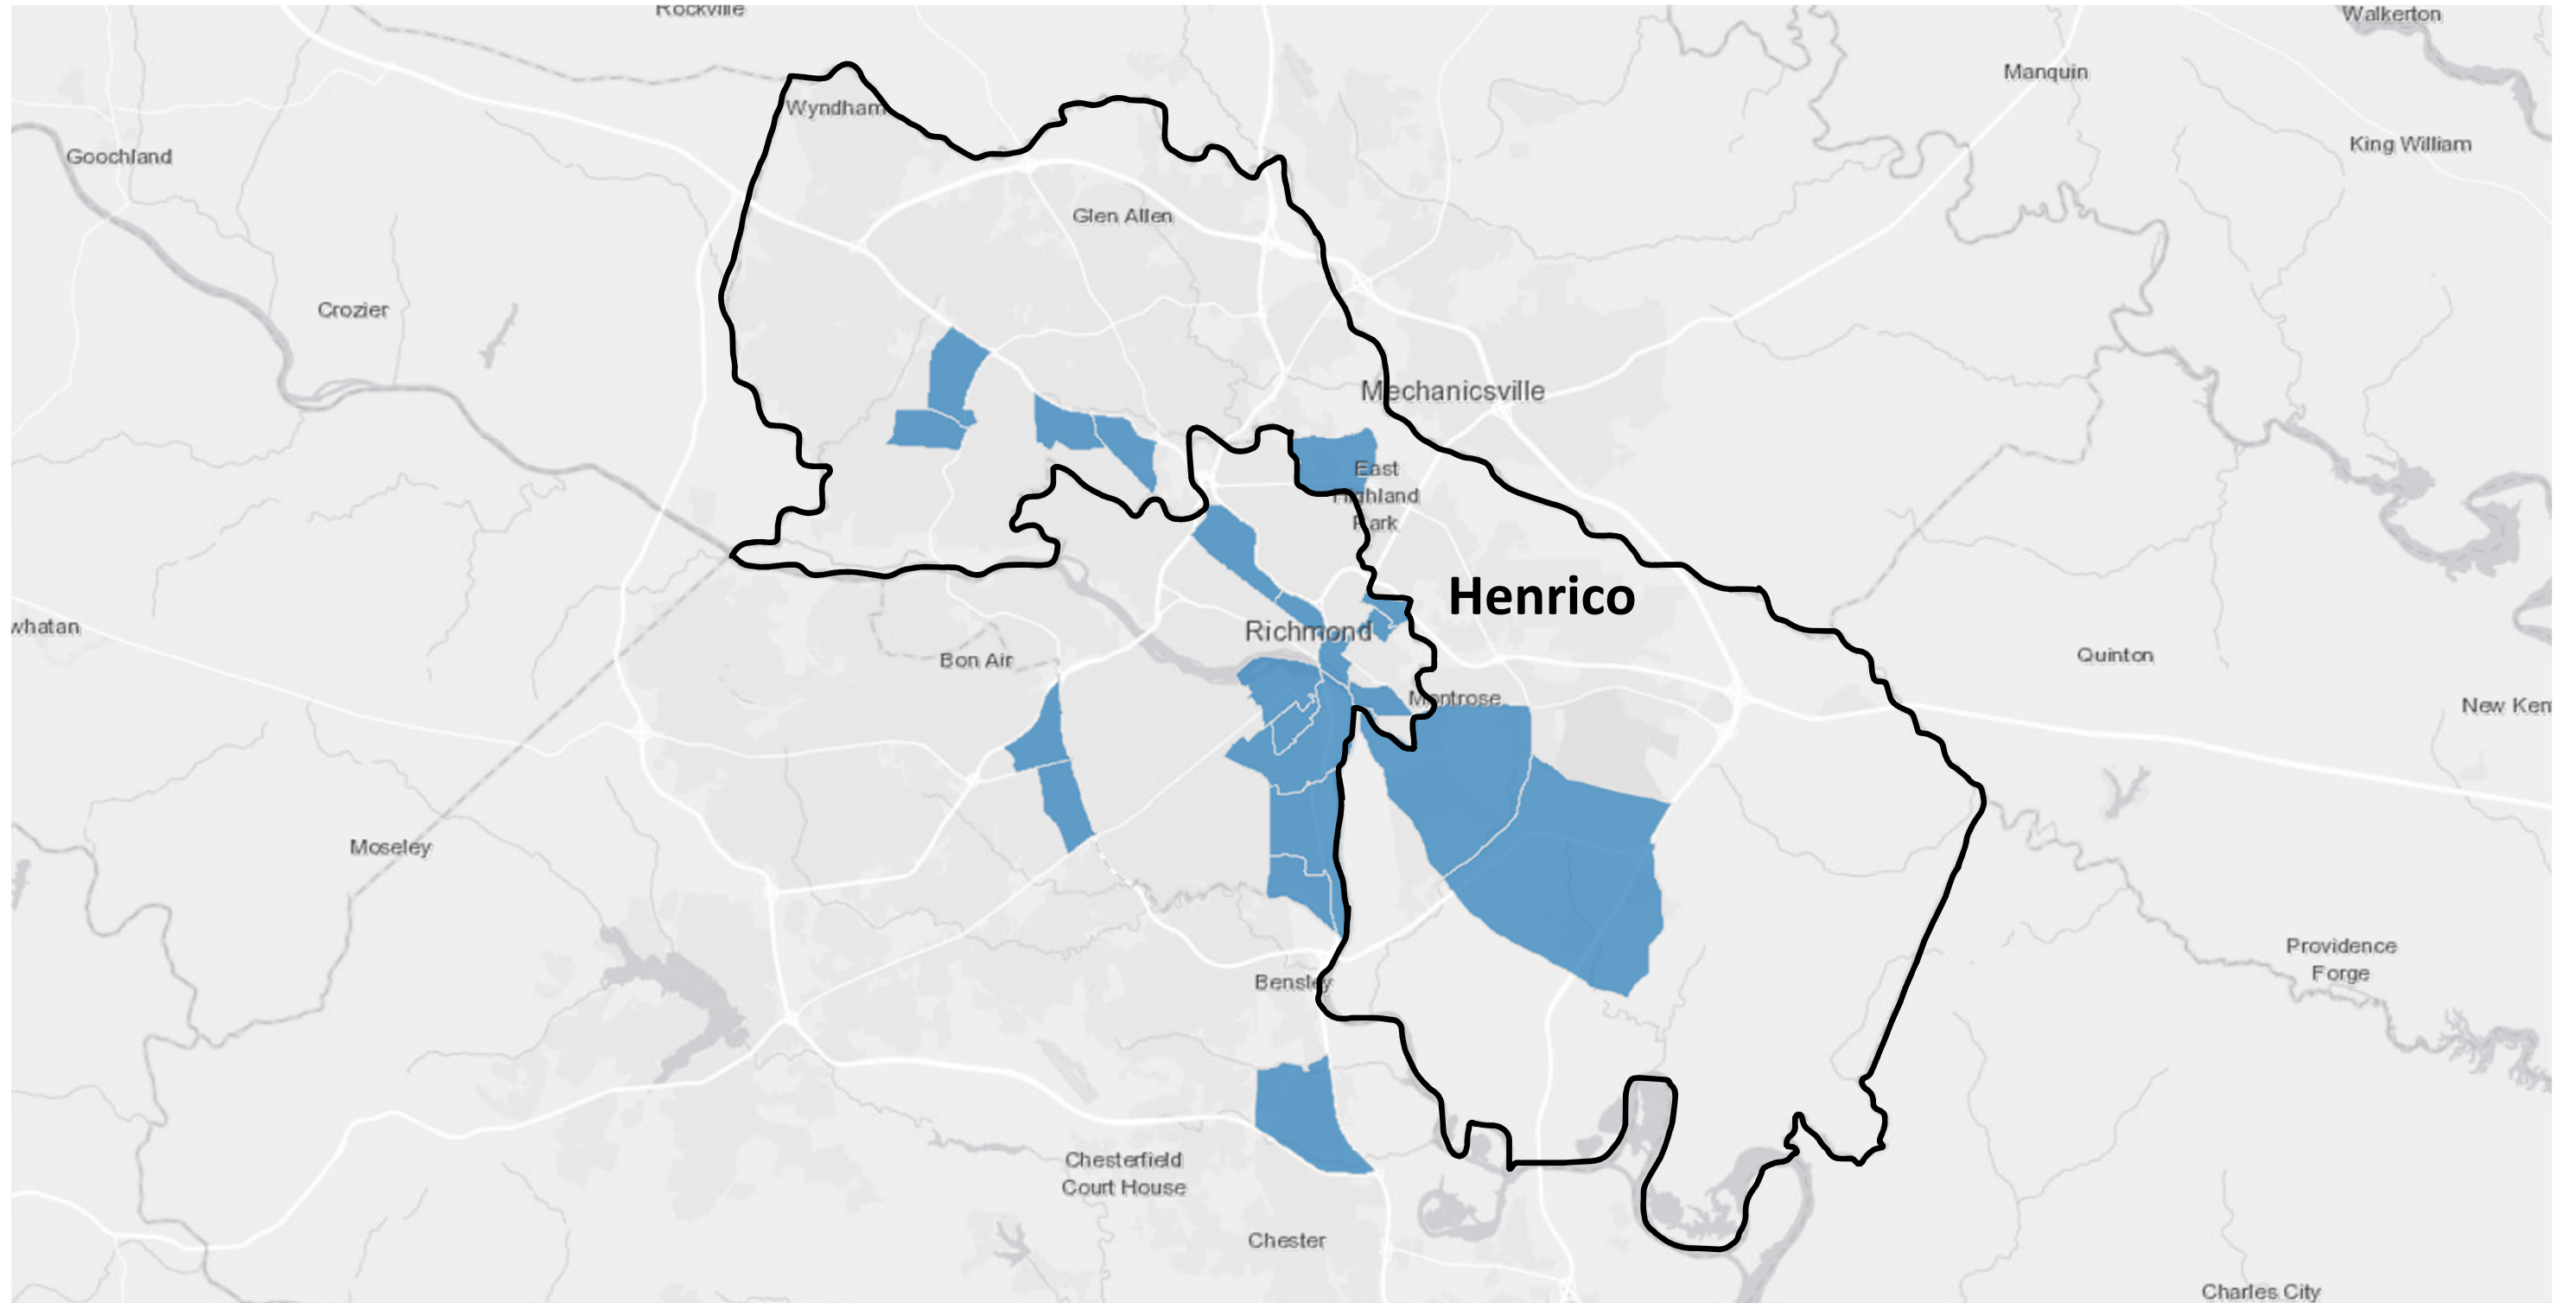 Rockville
Walkerton
Manquin
Wyndham
King William
Goochland
Glen Allen
Crozier
Mechanicsville
East
Highland
Park
Henrico
whatan
Richmond
Bon Air
Quinton
Montrose
New Ken
Moseley
Providence
Forge
Bensley
Chesterfield
Court House
Chester
Charles City